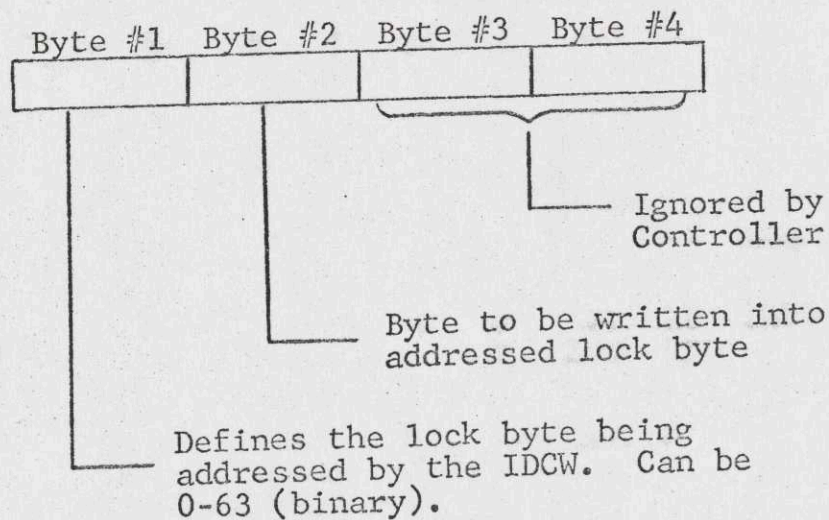 Byte #1 Byte #2 Byte #3 Byte #4
Ignored by
Controller
Byte to be written into
addressed lock byte
Defines the lock byte being
addressed by the IDCW. Can be
0-63 (binary).